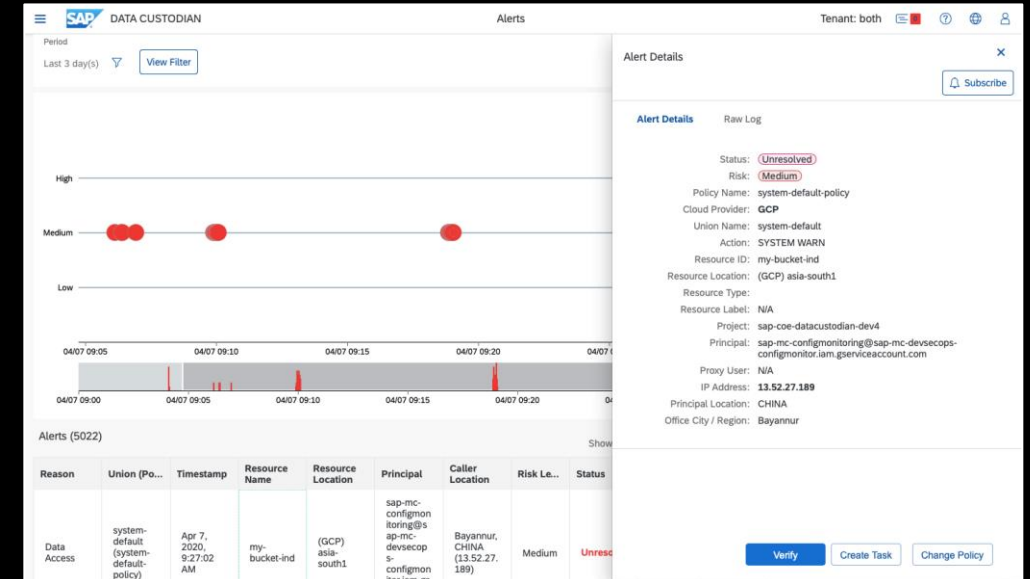 SAP DATA CUSTODIAN
Alerts
Tenant: both
Period
Last 3 day(s)
View Filter
High
Medium
Low
04/07 09:05
04/07 09:10
04/07 09:15
04/07 09:20
04/07
04/07 09:00
04/07 09:05
04/07 09:10
04/07 09:15
04/07 09:20
Alerts (5022)
Show
Reason
Union (Po...
Timestamp
Resource
Name
Resource
Location
Principal
Caller
Location
Risk Le...
Status
Data
Access
system-
default
(system-
default-
policy)
Apr 7,
2020,
9:27:02
AM
my-
bucket-ind
(GCP)
asia-
south1
sap-mc-
configmon
itoring@s
ap-mc-
devsecop
s-
configmon
Bayannur,
CHINA
(13.52.27.
189)
Medium
Unreso
Alert Details
Subscribe
Alert Details
Raw Log
Status: Unresolved
Risk: Medium
Policy Name: system-default-policy
Cloud Provider: GCP
Union Name: system-default
Action: SYSTEM WARN
Resource ID: my-bucket-ind
Resource Location: (GCP) asia-south1
Resource Type:
Resource Label: N/A
Project: sap-coe-datacustodian-dev4
Principal: sap-mc-configmonitoring@sap-mc-devsecops-
configmonitor.iam.gserviceaccount.com
Proxy User: N/A
IP Address: 13.52.27.189
Principal Location: CHINA
Office City / Region: Bayannur
Verify
Create Task
Change Policy